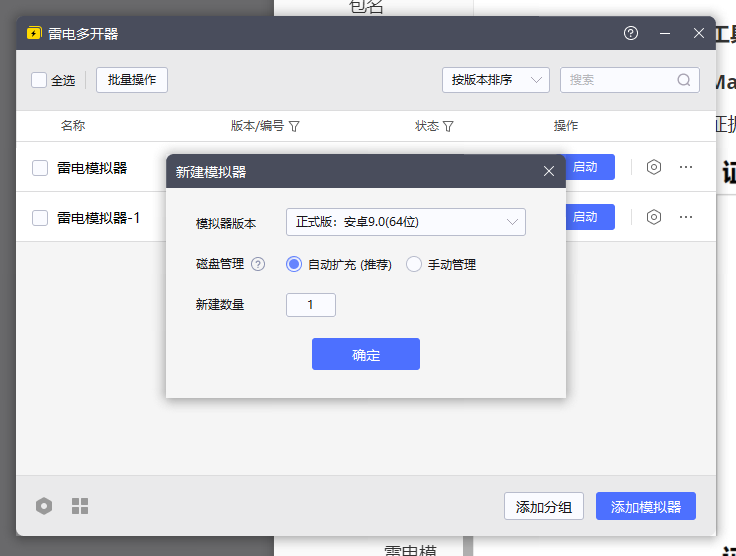 包名
雷电多开器
工具
全选 批量操作 按版本排序 搜索
Ma
名称 版本/编号 状态 操作
证据
雷电模拟器 启动
新建模拟器
证
雷电模拟器-1 启动
模拟器版本 正式版：安卓9.0(64位)
磁盘管理 自动扩充 (推荐) 手动管理
新建数量 1
确定
添加分组 添加模拟器
雷电模